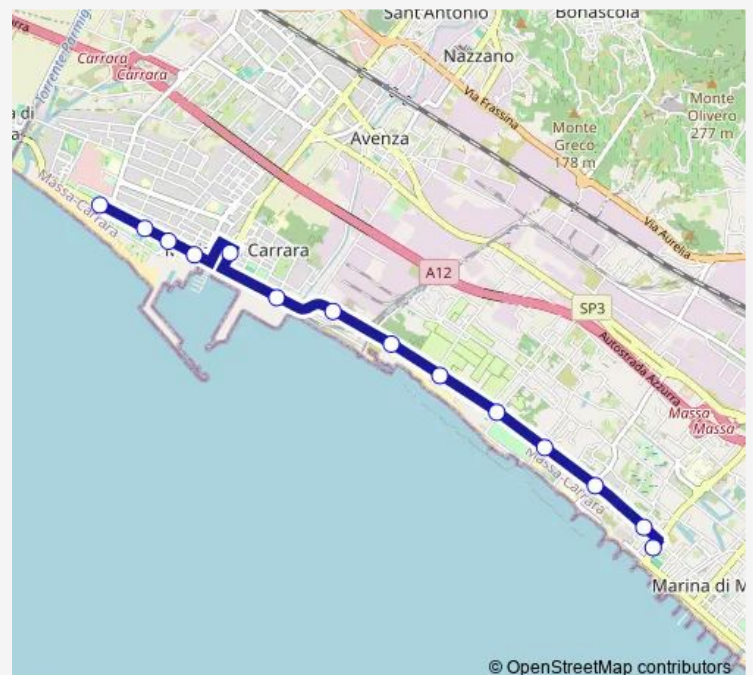 Sant'Antonio
Bonascola
Nazzano
Carrara
Carrara
Torrente Parmig
Via Frassina
Monte
Olivero
277 m
Avenza
Monte
Greco
178 m
Massa-Carrara
Via Aurelia
Carrara
A12
SP3
Autostrada Azzurra
Massa
Massa
Massa-Carrara
Marina di M
© OpenStreetMap contributors